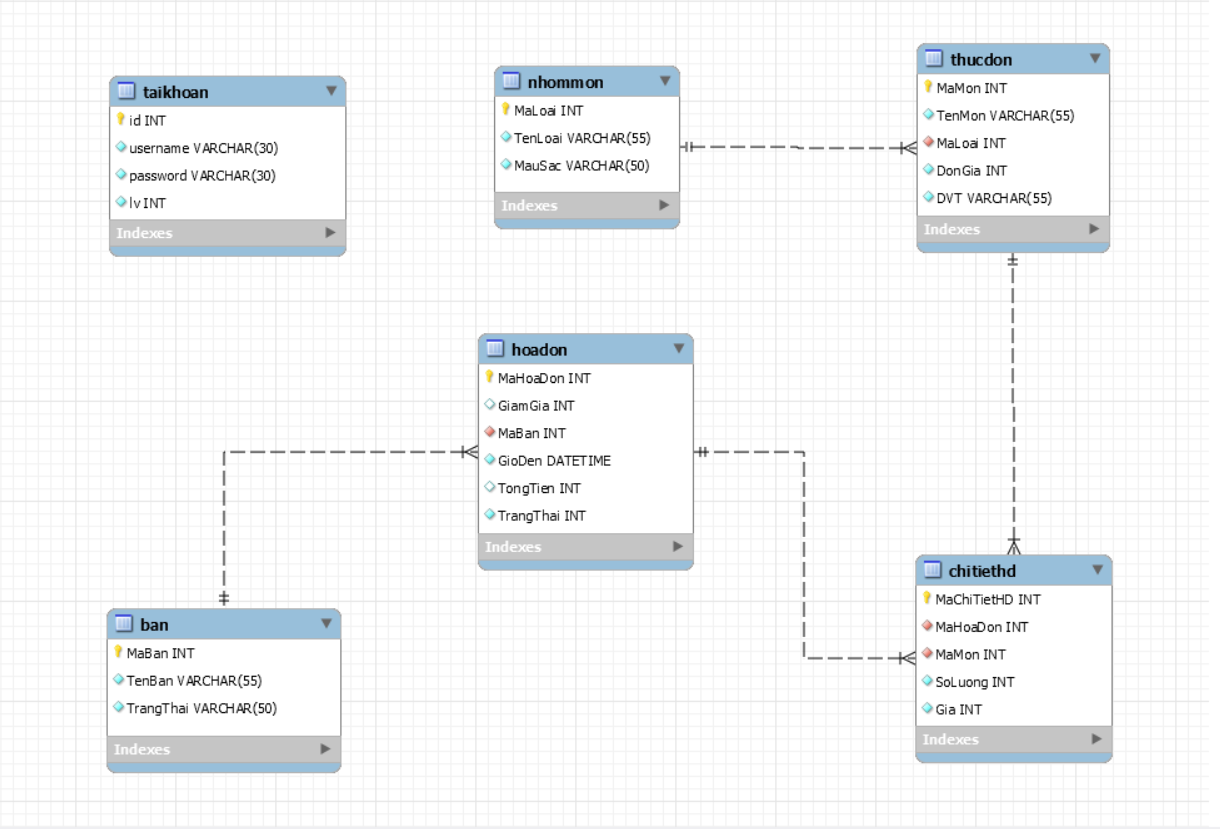 taikhoan
id INT
username VARCHAR(30)
password VARCHAR(30)
lv INT
Indexes
nhommon
MaLoai INT
TenLoai VARCHAR(55)
MauSac VARCHAR(50)
Indexes
thucdon
MaMon INT
TenMon VARCHAR(55)
MaLoai INT
DonGia INT
DVT VARCHAR(55)
Indexes
hoadon
MaHoaDon INT
GiamGia INT
MaBan INT
GioDen DATETIME
TongTien INT
TrangThai INT
Indexes
ban
MaBan INT
TenBan VARCHAR(55)
TrangThai VARCHAR(50)
Indexes
chitiethd
MaChiTietHD INT
MaHoaDon INT
MaMon INT
SoLuong INT
Gia INT
Indexes